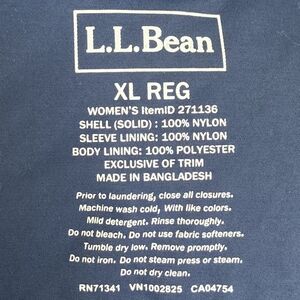 L.L.Bean
XL REG
WOMEN'S ItemID 271136
SHELL (SOLID) : 100% NYLON
SLEEVE LINING: 100% NYLON
BODY LINING: 100% POLYESTER
EXCLUSIVE OF TRIM
MADE IN BANGLADESH
Prior to laundering, close all closures.
Machine wash cold, With like colors.
Mild detergent. Rinse thoroughly.
Do not bleach. Do not use fabric softeners.
Tumble dry low. Remove promptly.
Do not iron. Do not steam press or steam.
Do not dry clean.
RN71341 VN1002825 CA04754